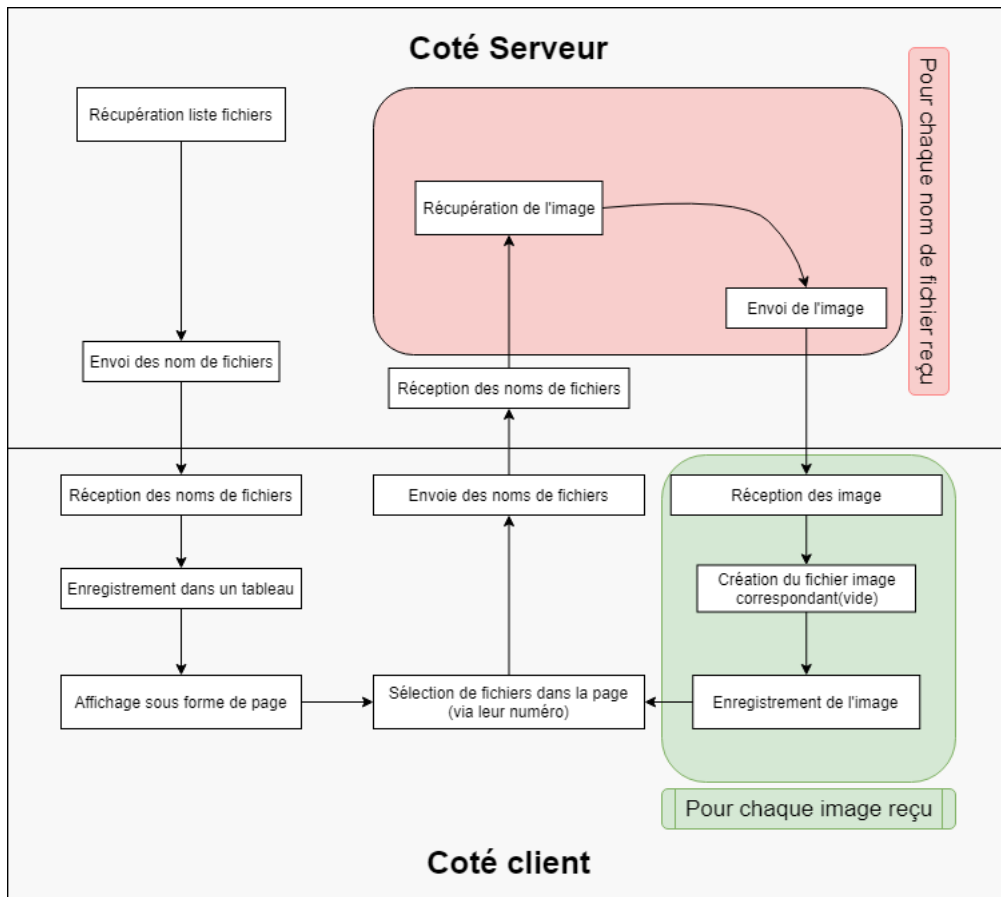 Coté Serveur
Pour chaque nom de fichier reçu
Récupération liste fichiers
Récupération de l'image
Envoi de l'image
Envoi des nom de fichiers
Réception des noms de fichiers
Réception des noms de fichiers
Envoie des noms de fichiers
Réception des image
Enregistrement dans un tableau
Création du fichier image
correspondant(vide)
Affichage sous forme de page
Sélection de fichiers dans la page
(via leur numéro)
Enregistrement de l'image
Pour chaque image reçu
Coté client